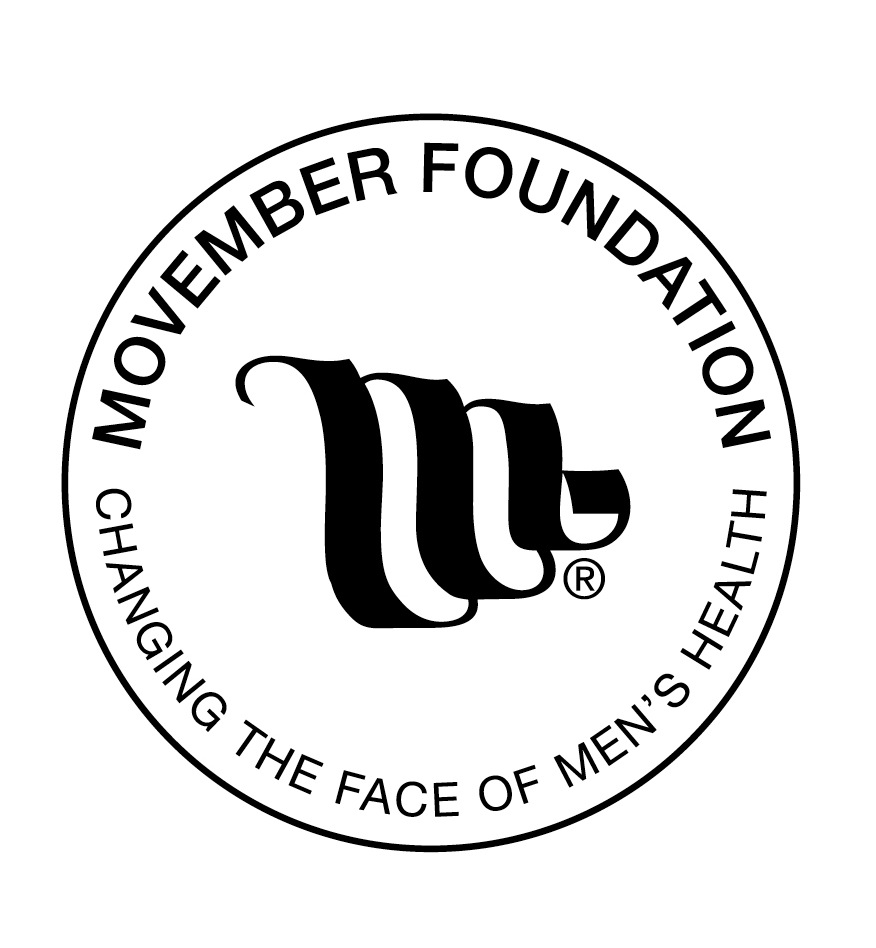 MOVEMBER FOUNDATION
®
CHANGING THE FACE OF MEN'S HEALTH